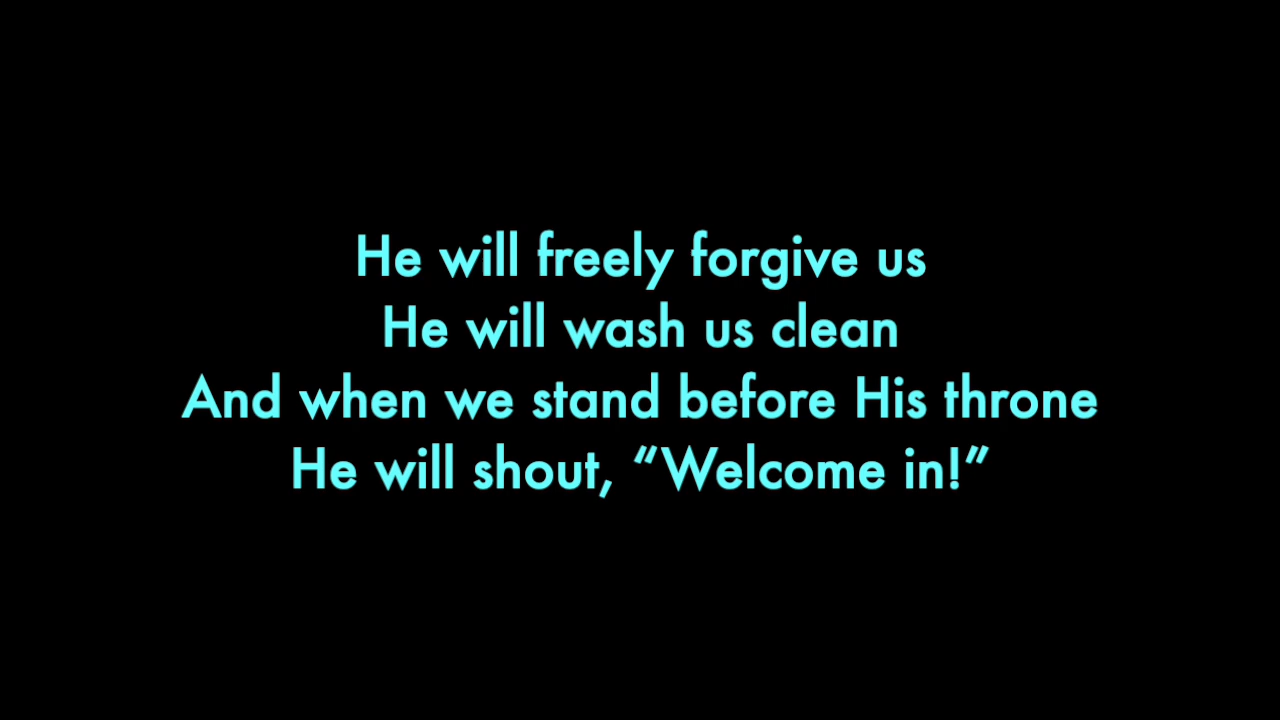 He will freely forgive us
He will wash us clean
And when we stand before His throne
He will shout, “Welcome in!”